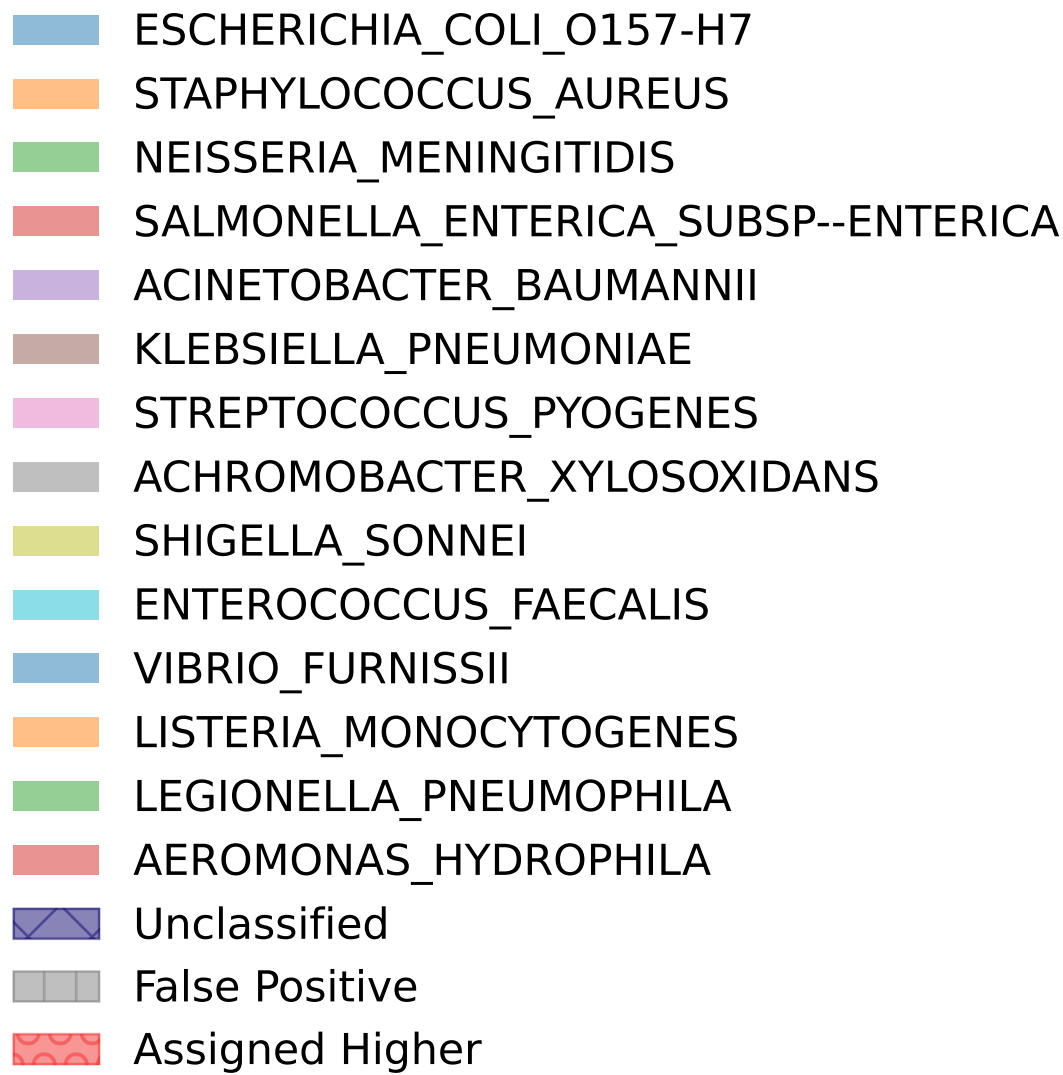 ESCHERICHIA_COLI_O157-H7
STAPHYLOCOCCUS_AUREUS
NEISSERIA_MENINGITIDIS
SALMONELLA_ENTERICA_SUBSP--ENTERICA
ACINETOBACTER_BAUMANNII
KLEBSIELLA_PNEUMONIAE
STREPTOCOCCUS_PYOGENES
ACHROMOBACTER_XYLOSOXIDANS
SHIGELLA_SONNEI
ENTEROCOCCUS_FAECALIS
VIBRIO_FURNISSII
LISTERIA_MONOCYTOGENES
LEGIONELLA_PNEUMOPHILA
AEROMONAS_HYDROPHILA
Unclassified
False Positive
Assigned Higher